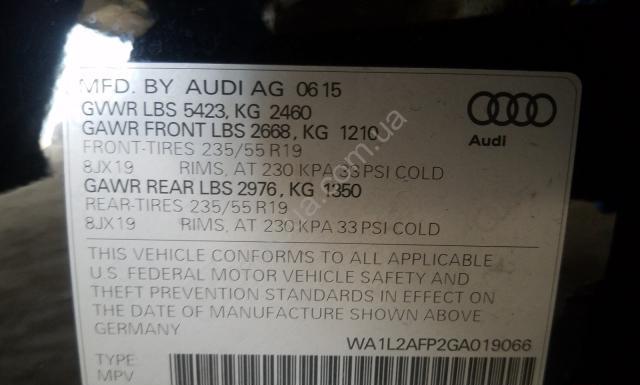 MFD. BY AUDI AG 0615
GVWR LBS 5423, KG 2460
GAWR FRONT LBS 2668, KG 1210
FRONT-TIRES 235/55 R19
8JX19 RIMS, AT 230 KPA 33 PSI COLD
GAWR REAR LBS 2976, KG 1350
REAR-TIRES 235/55 R19
8JX19 RIMS, AT 230 KPA 33 PSI COLD
Audi
THIS VEHICLE CONFORMS TO ALL APPLICABLE
U.S. FEDERAL MOTOR VEHICLE SAFETY AND
THEFT PREVENTION STANDARDS IN EFFECT ON
THE DATE OF MANUFACTURE SHOWN ABOVE
GERMANY
WA1L2AFP2GA019066
TYPE
MPV
.com.ua